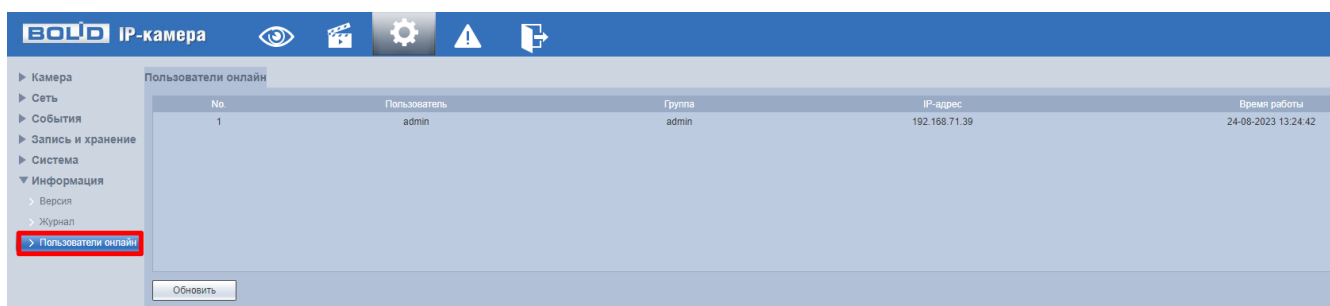 BOLID IP-камера
Камера
Сеть
События
Запись и хранение
Система
Информация
Версия
Журнал
Пользователи онлайн
Пользователи онлайн
No. Пользователь Группа IP-адрес Время работы
1 admin admin 192.168.71.39 24-08-2023 13:24:42
Обновить